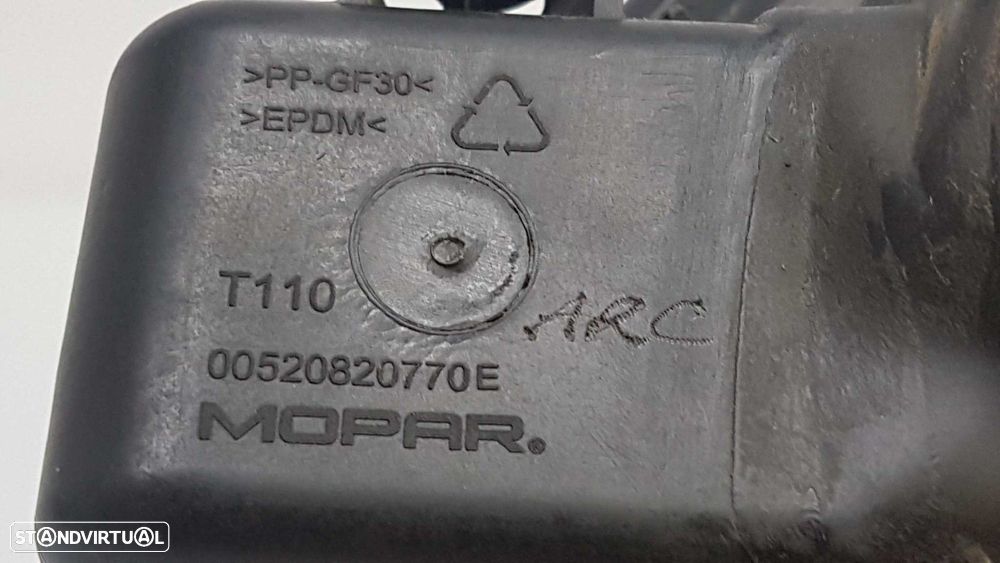 >PP-GF30<
>EPDM<
T110
ARC
00520820770E
MOPAR®
STANDVIRTUAL